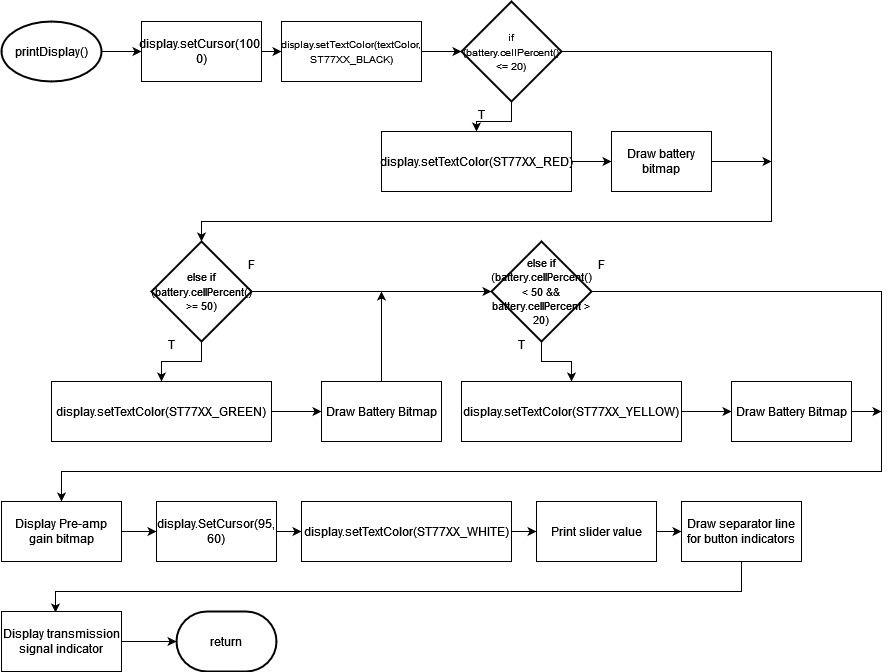 printDisplay()
display.setCursor(100,
0)
display.setTextColor(textColor,
ST77XX_BLACK)
if
(battery.cellPercent()
<= 20)
T
display.setTextColor(ST77XX_RED)
Draw battery
bitmap
else if
(battery.cellPercent()
>= 50)
F
else if
(battery.cellPercent()
< 50 &&
battery.cellPercent >
20)
F
T
T
display.setTextColor(ST77XX_GREEN)
Draw Battery Bitmap
display.setTextColor(ST77XX_YELLOW)
Draw Battery Bitmap
Display Pre-amp
gain bitmap
display.SetCursor(95,
60)
display.setTextColor(ST77XX_WHITE)
Print slider value
Draw separator line
for button indicators
Display transmission
signal indicator
return